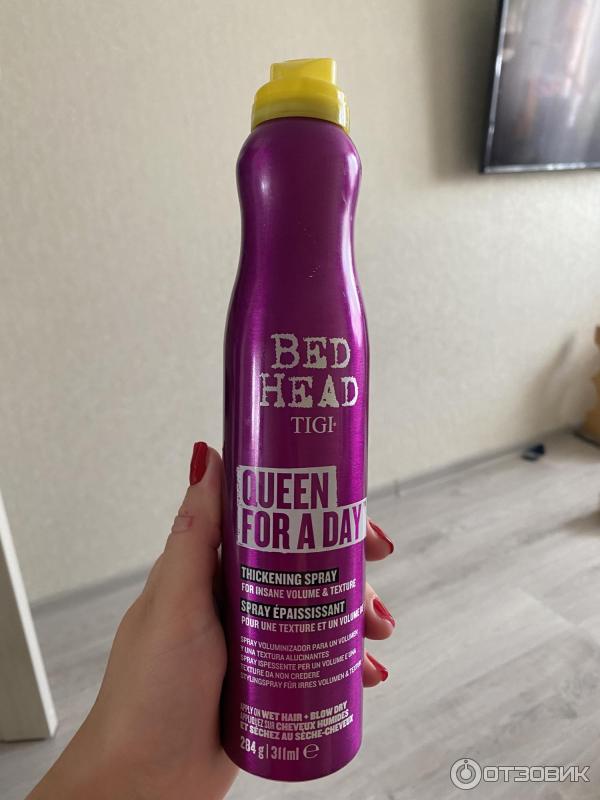 BED
HEAD
TIGI®
QUEEN
FOR A DAY
THICKENING SPRAY
FOR INSANE VOLUME & TEXTURE
SPRAY ÉPAISSISSANT
POUR UNE TEXTURE ET UN VOLUME
SPRAY VOLUMINIZADOR PARA UN VOLUMEN
Y UNA TEXTURA ALUCINANTES
SPRAY ISPESSENTE PER UN VOLUME E UNA
TEXTURE DA NON CREDERE
STYLINGSPRAY FÜR IRRES VOLUMEN & TEXTUR
APPLY ON WET HAIR + BLOW DRY
APPLIQUEZ SUR CHEVEUX HUMIDES
ET SÉCHEZ AU SÈCHE-CHEVEUX
284 g | 311ml ℮
ОТЗОВИК